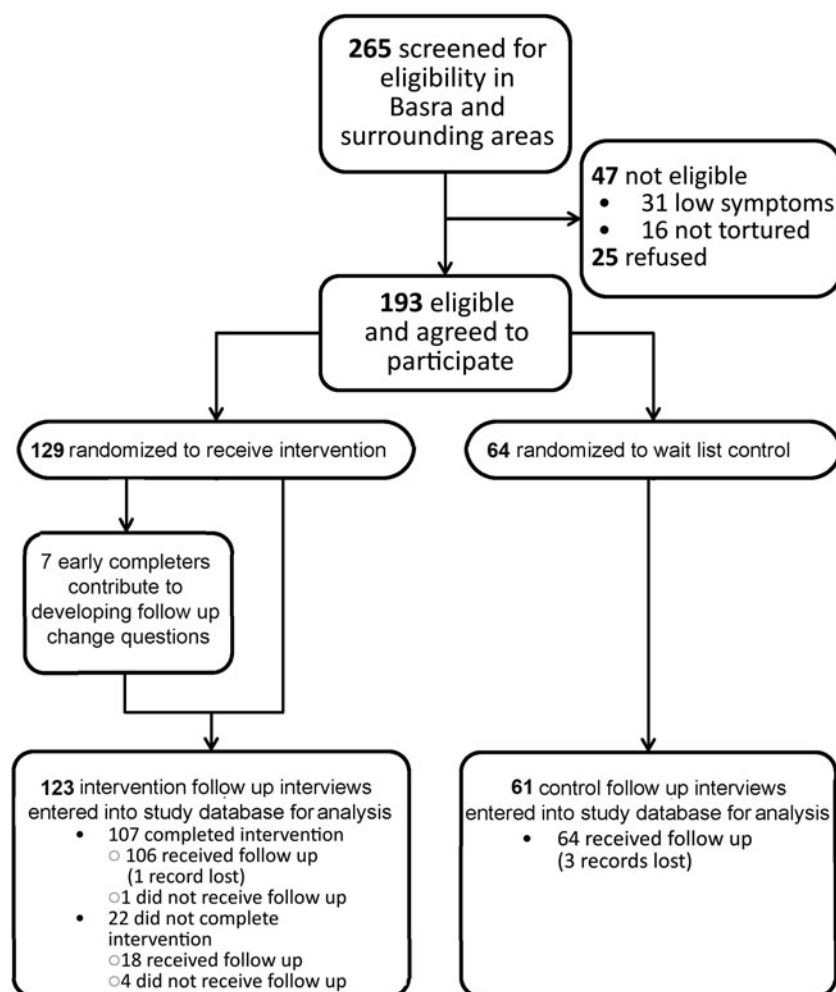 265 screened for
eligibility in
Basra and
surrounding areas
47 not eligible
• 31 low symptoms
• 16 not tortured
25 refused
193 eligible
and agreed to
participate
129 randomized to receive intervention
64 randomized to wait list control
7 early completers
contribute to
developing follow up
change questions
123 intervention follow up interviews
entered into study database for analysis
• 107 completed intervention
○ 106 received follow up
(1 record lost)
○1 did not receive follow up
• 22 did not complete
intervention
○18 received follow up
○4 did not receive follow up
61 control follow up interviews
entered into study database for analysis
• 64 received follow up
(3 records lost)